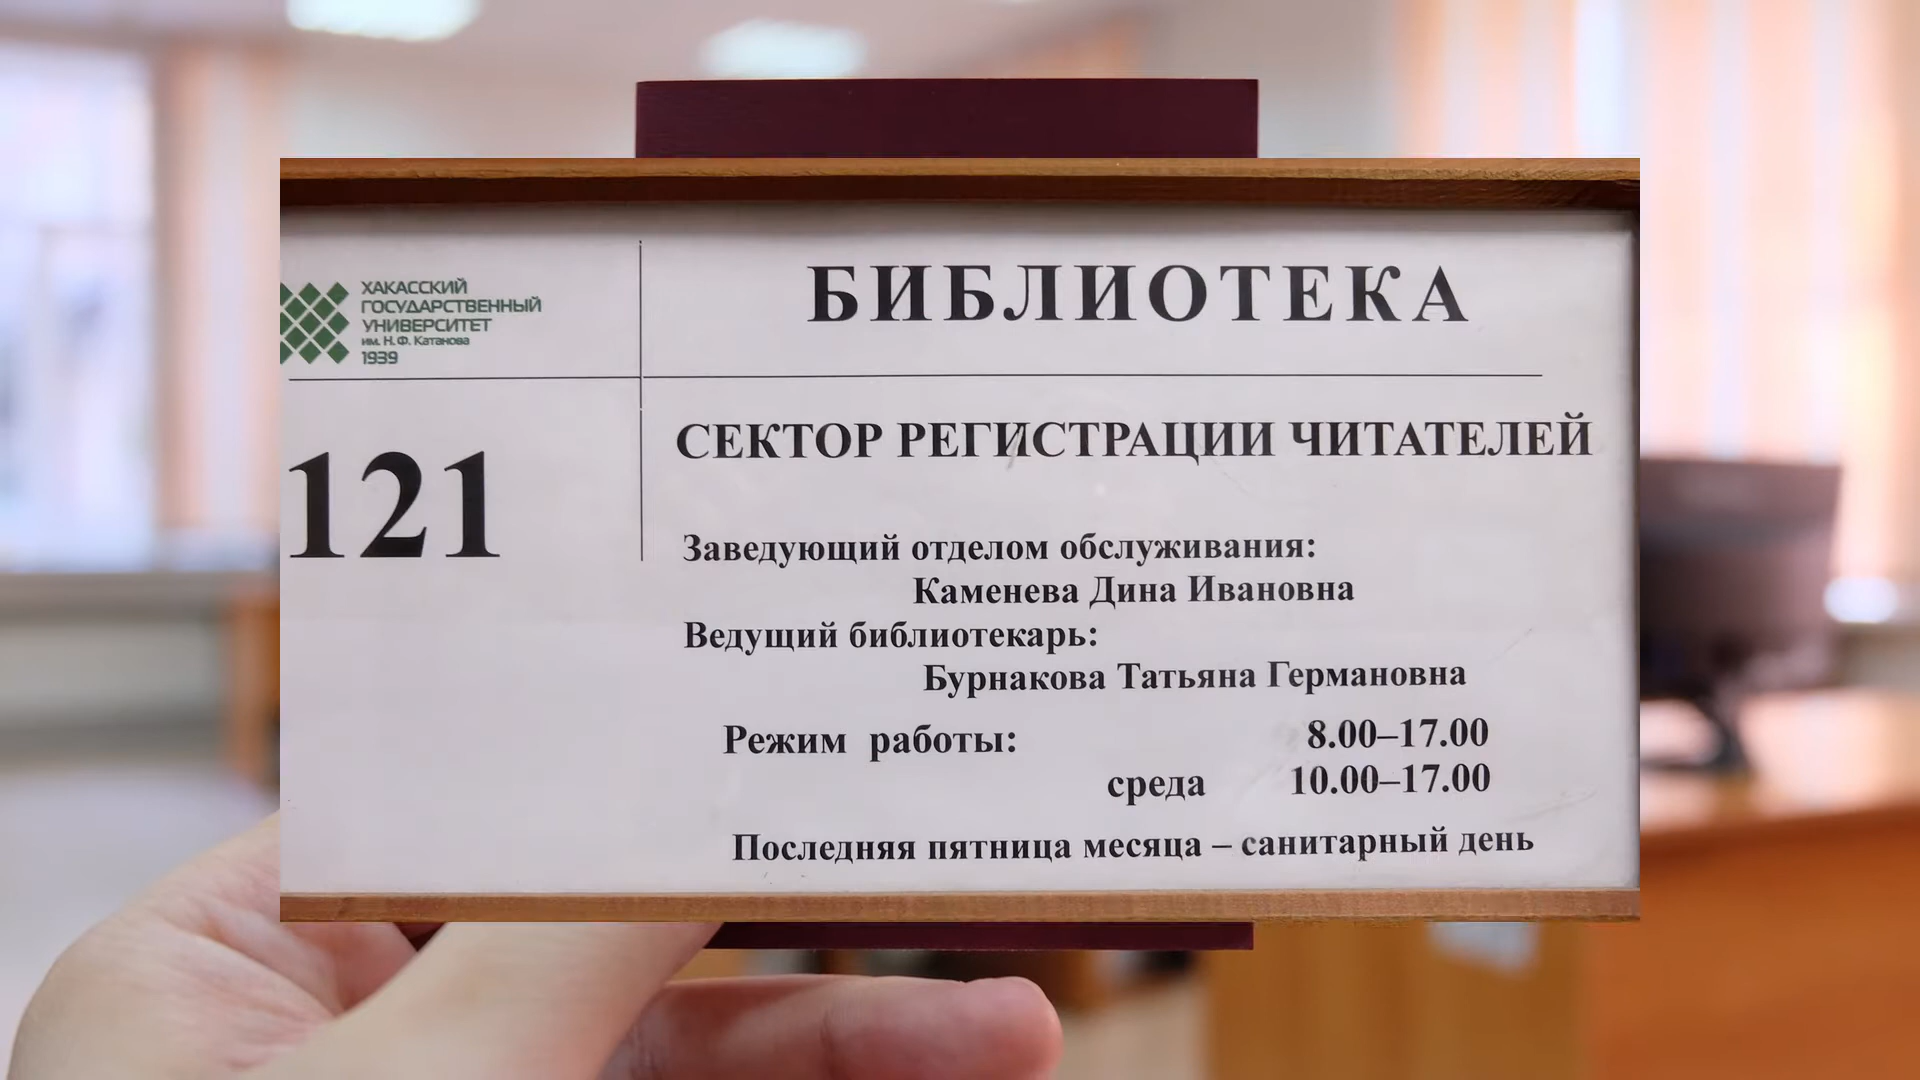 ХАКАССКИЙ
ГОСУДАРСТВЕННЫЙ
УНИВЕРСИТЕТ
им. Н.Ф. Катанова
1939
БИБЛИОТЕКА
121
СЕКТОР РЕГИСТРАЦИИ ЧИТАТЕЛЕЙ
Заведующий отделом обслуживания:
Каменева Дина Ивановна
Ведущий библиотекарь:
Бурнакова Татьяна Германовна
Режим работы: 8.00–17.00
среда 10.00–17.00
Последняя пятница месяца – санитарный день